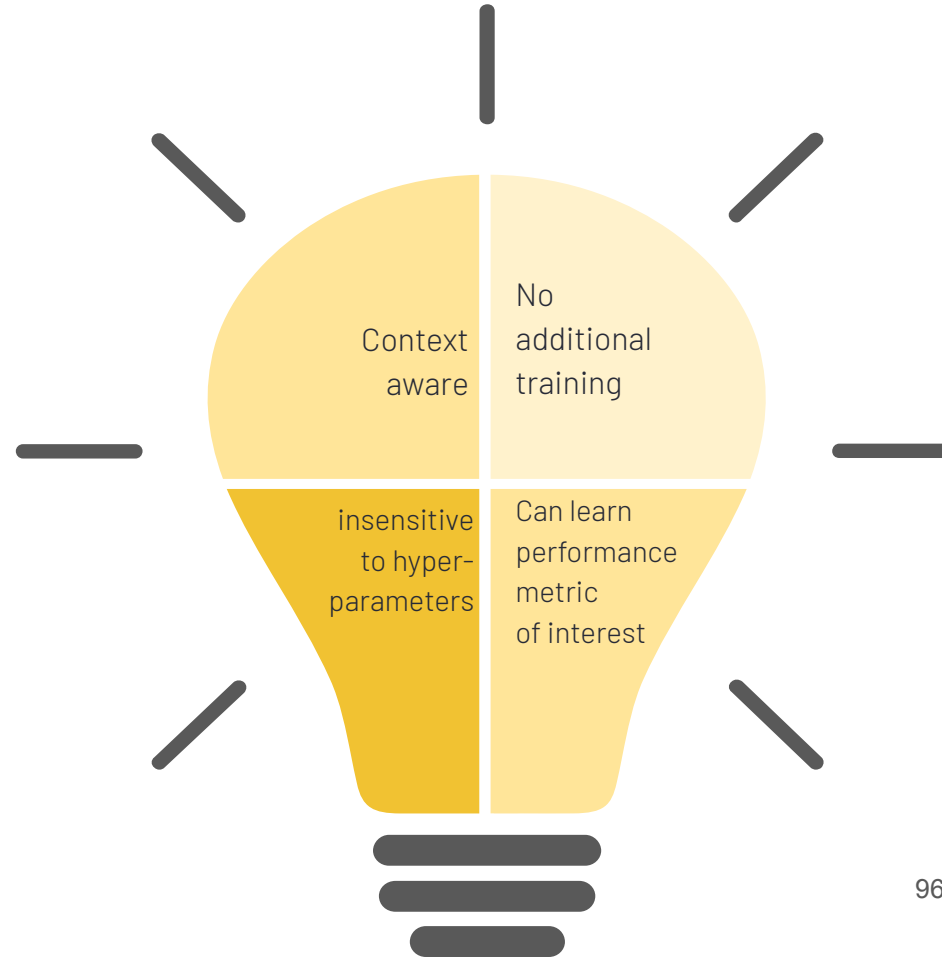 Context
aware
No
additional
training
insensitive
to hyper-
parameters
Can learn
performance
metric
of interest
96